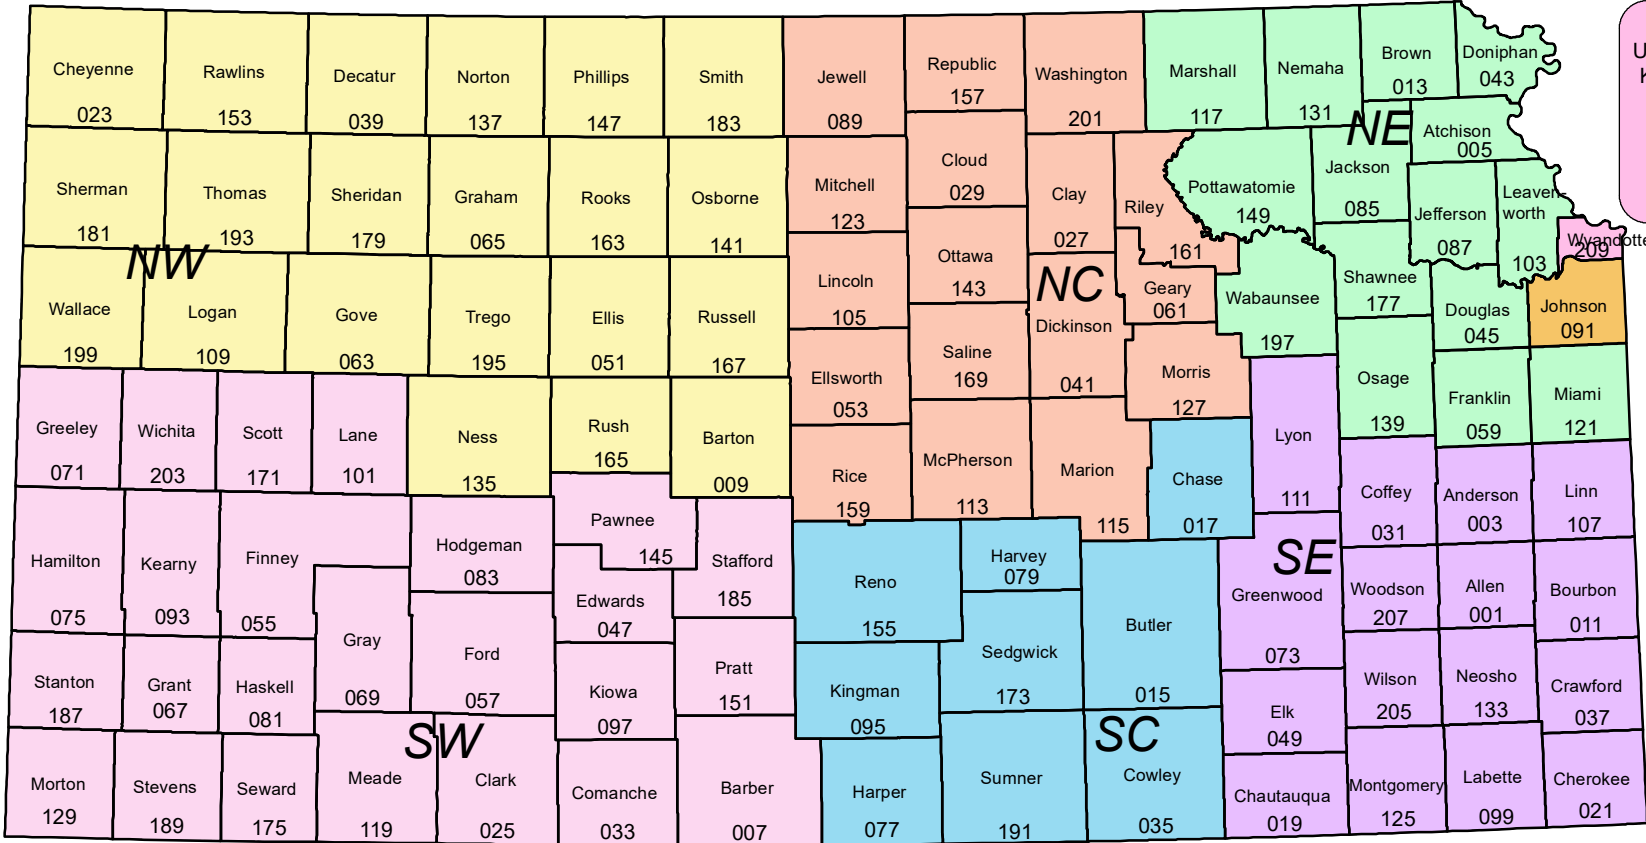 Cheyenne
023
Rawlins
153
Decatur
039
Norton
137
Phillips
147
Smith
183
Jewell
089
Republic
157
Washington
201
Marshall
117
Nemaha
131
Brown
013
Doniphan
043
U
K
NE
Atchison
005
Sherman
181
Thomas
193
Sheridan
179
Graham
065
Rooks
163
Osborne
141
Mitchell
123
Cloud
029
Clay
027
Riley
161
Pottawatomie
149
Jackson
085
Jefferson
087
Leaven-
worth
103
Wyandotte
209
NW
Wallace
199
Logan
109
Gove
063
Trego
195
Ellis
051
Russell
167
Lincoln
105
Ottawa
143
NC
Dickinson
041
Geary
061
Wabaunsee
197
Shawnee
177
Douglas
045
Johnson
091
Ellsworth
053
Saline
169
Morris
127
Osage
139
Franklin
059
Miami
121
Greeley
071
Wichita
203
Scott
171
Lane
101
Ness
135
Rush
165
Barton
009
Rice
159
McPherson
113
Marion
115
Chase
017
Lyon
111
Coffey
031
Anderson
003
Linn
107
Hamilton
075
Kearny
093
Finney
055
Hodgeman
083
Pawnee
145
Stafford
185
Edwards
047
Reno
155
Harvey
079
Butler
015
SE
Greenwood
073
Woodson
207
Allen
001
Bourbon
011
Gray
069
Ford
057
Kiowa
097
Pratt
151
Kingman
095
Sedgwick
173
Stanton
187
Grant
067
Haskell
081
Elk
049
Wilson
205
Neosho
133
Crawford
037
SW
SC
Morton
129
Stevens
189
Seward
175
Meade
119
Clark
025
Comanche
033
Barber
007
Harper
077
Sumner
191
Cowley
035
Chautauqua
019
Montgomery
125
Labette
099
Cherokee
021